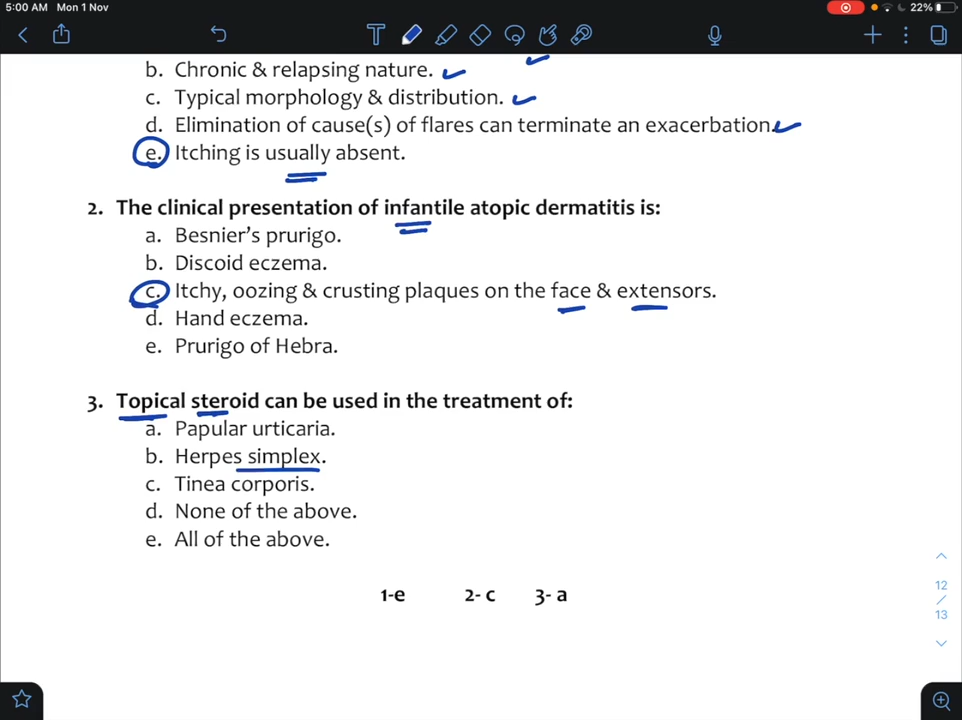 5:00 AM Mon 1 Nov
22%
b. Chronic & relapsing nature.
c. Typical morphology & distribution.
d. Elimination of cause(s) of flares can terminate an exacerbation.
e. Itching is usually absent.
2. The clinical presentation of infantile atopic dermatitis is:
a. Besnier's prurigo.
b. Discoid eczema.
c. Itchy, oozing & crusting plaques on the face & extensors.
d. Hand eczema.
e. Prurigo of Hebra.
3. Topical steroid can be used in the treatment of:
a. Papular urticaria.
b. Herpes simplex.
c. Tinea corporis.
d. None of the above.
e. All of the above.
12
/
13
1-e 2- c 3- a